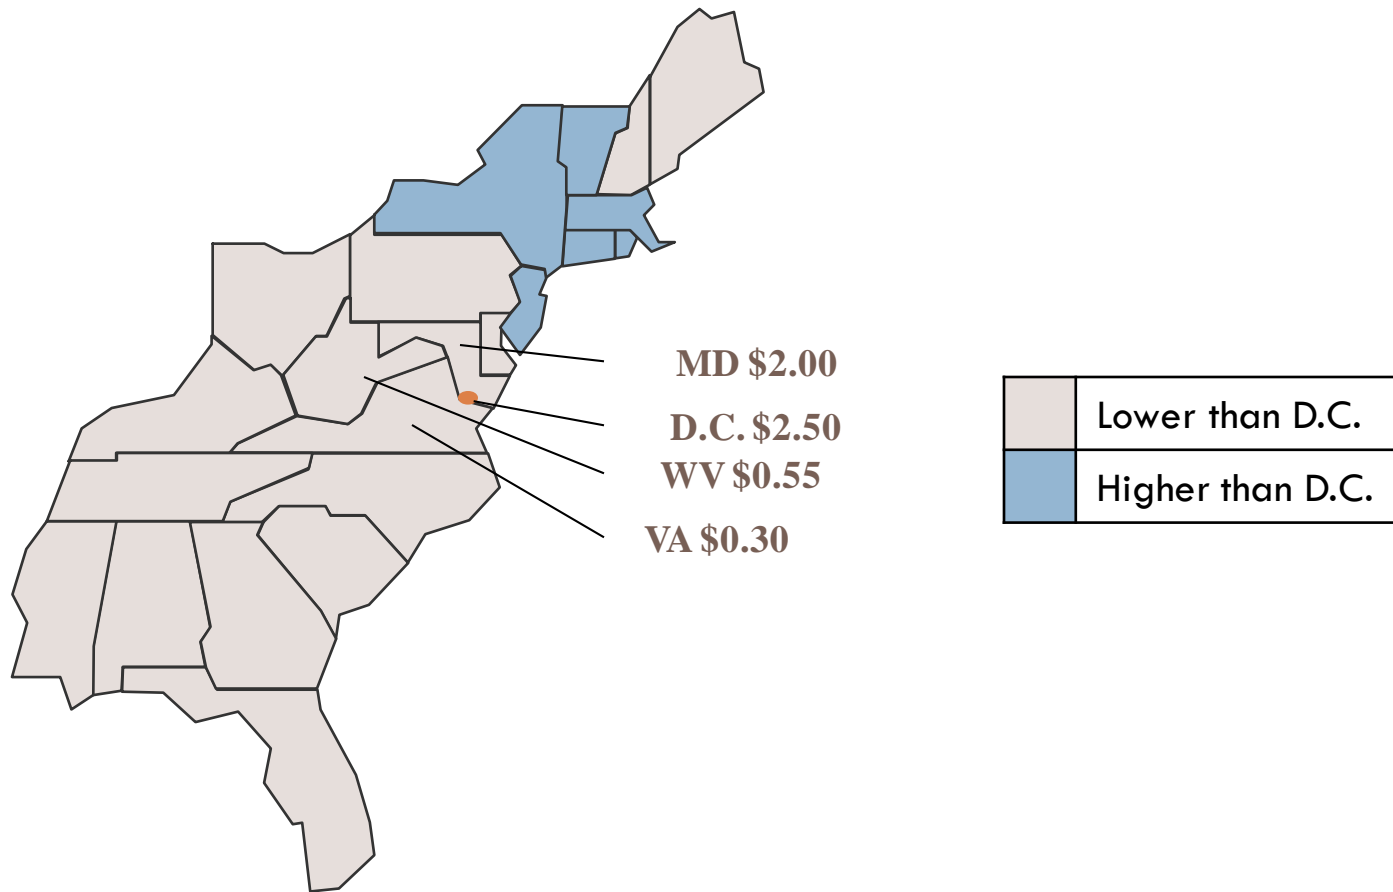 MD $2.00
D.C. $2.50
WV $0.55
VA $0.30
Lower than D.C.
Higher than D.C.